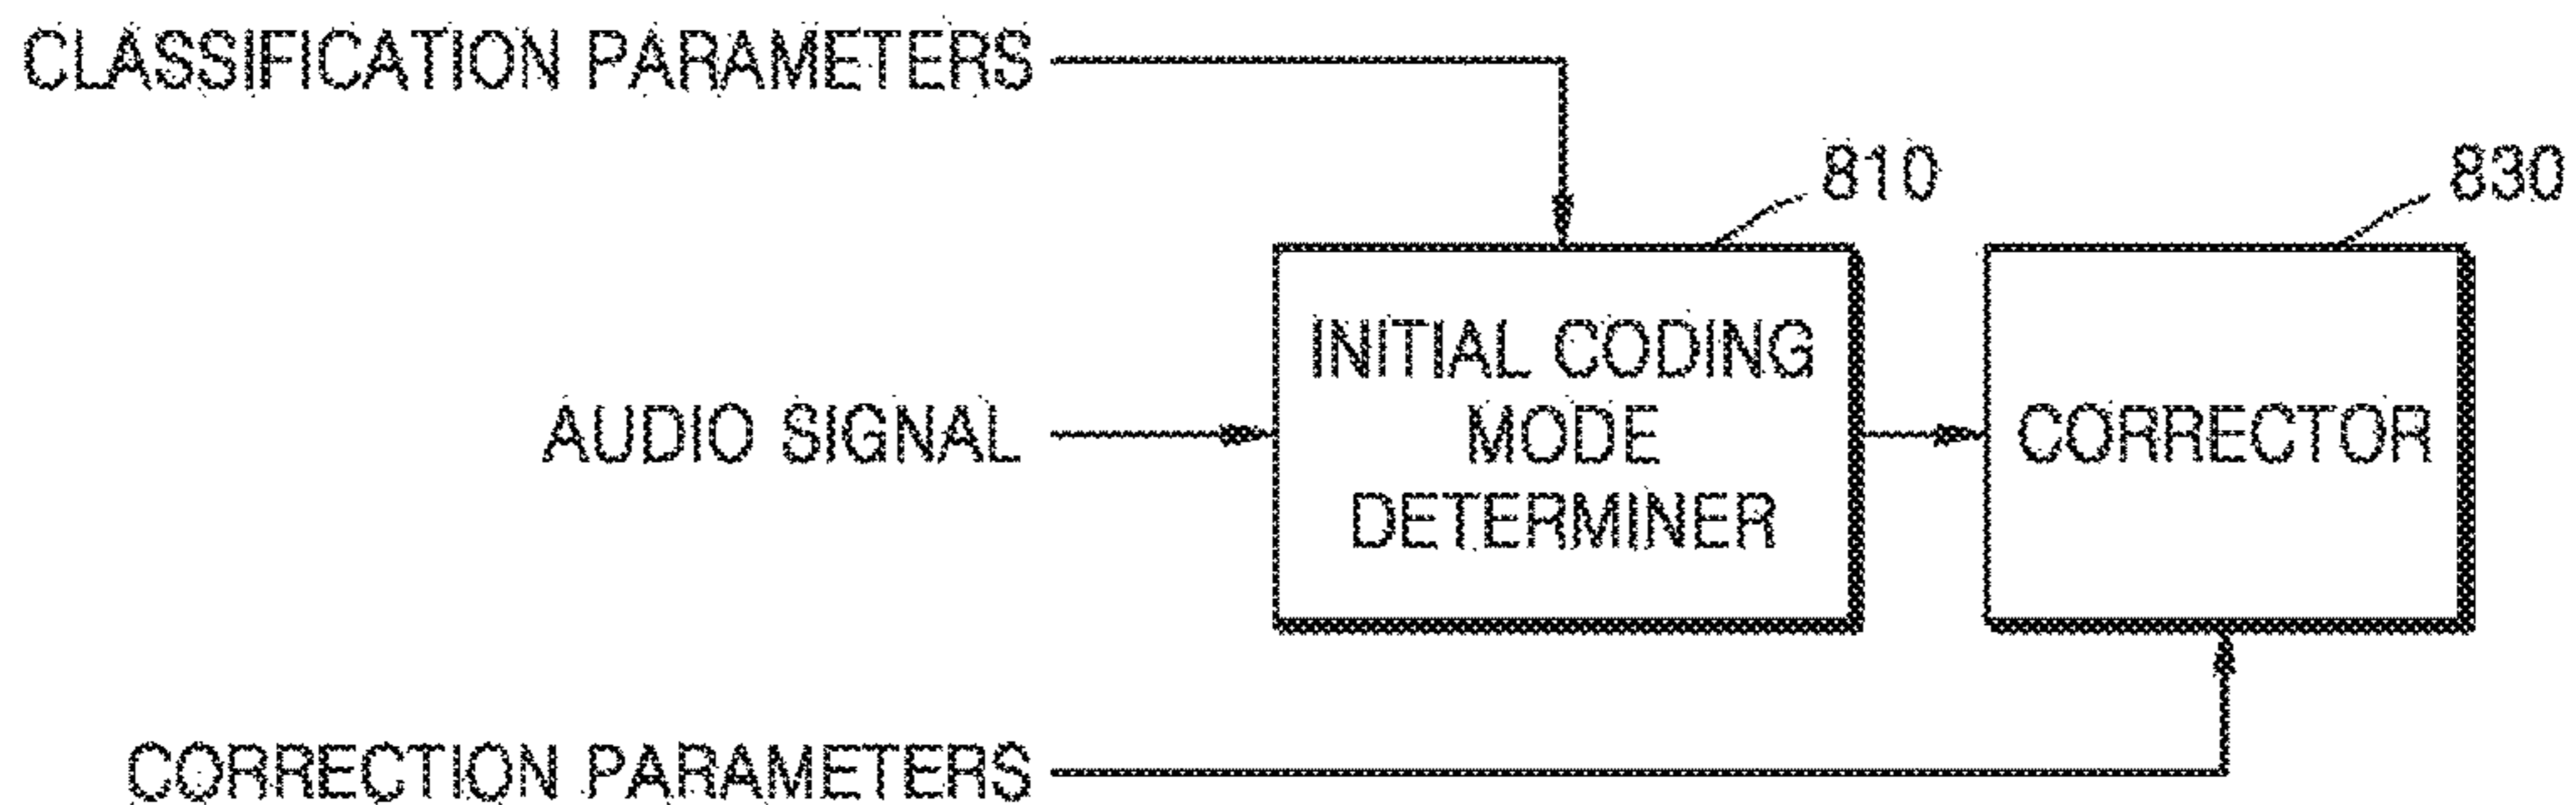 CLASSIFICATION PARAMETERS
810
830
INITIAL CODING
MODE
DETERMINER
AUDIO SIGNAL
CORRECTOR
CORRECTION PARAMETERS